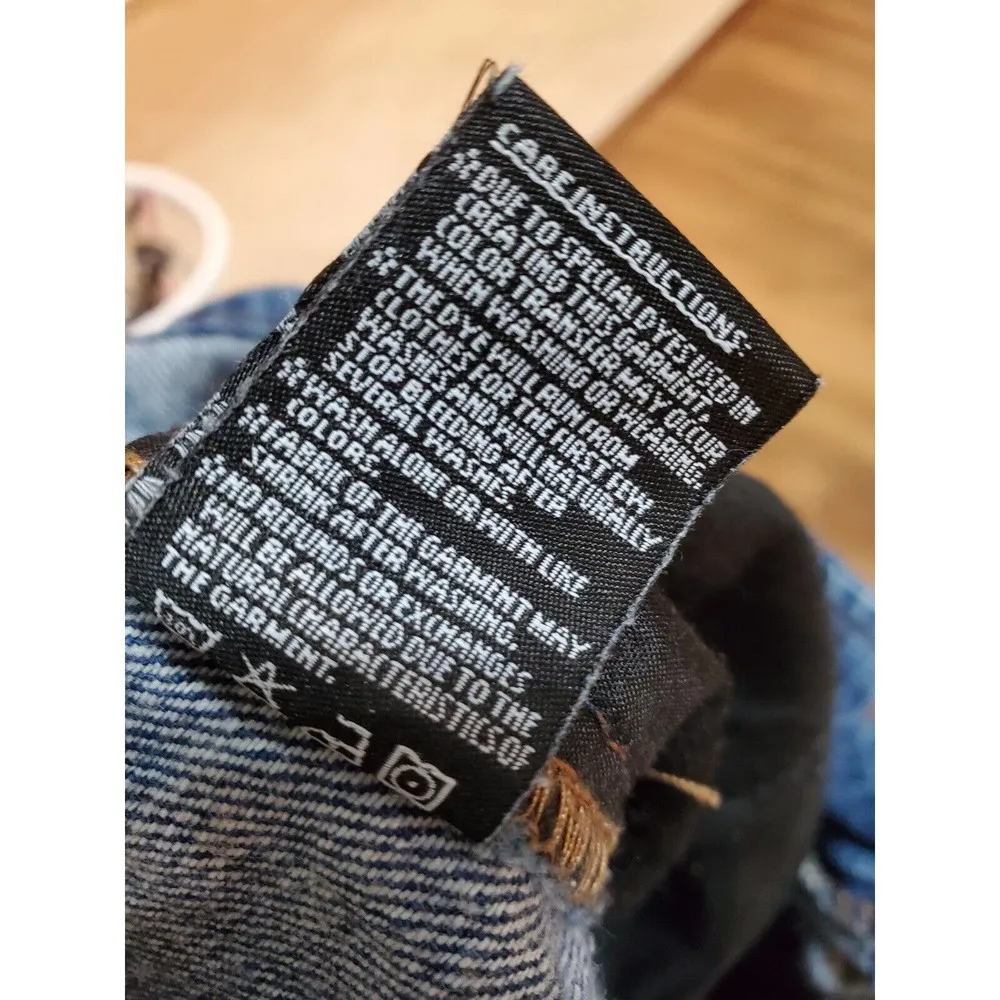 CARE INSTRUCTIONS:
※DUE TO SPECIAL DYES USED IN
CREATING THIS GARMENT,
COLOR TRANSFER MAY OCCUR
WHEN WASHING OR WEARING.
※THE DYE WILL RUN FROM
CLOTHES FOR THE FIRST FEW
WASHES AND WILL NATURALLY
STOP BLEEDING AFTER
SEVERAL WASHES.
※WASH ALONE OR WITH LIKE
COLORS.
※FABRIC OF THE GARMENT MAY
SHRINK AFTER WASHING.
※NO REFUNDS OR EXCHANGES
WILL BE ALLOWED DUE TO THE
NATURAL CHARACTERISTICS OF
THE GARMENT.